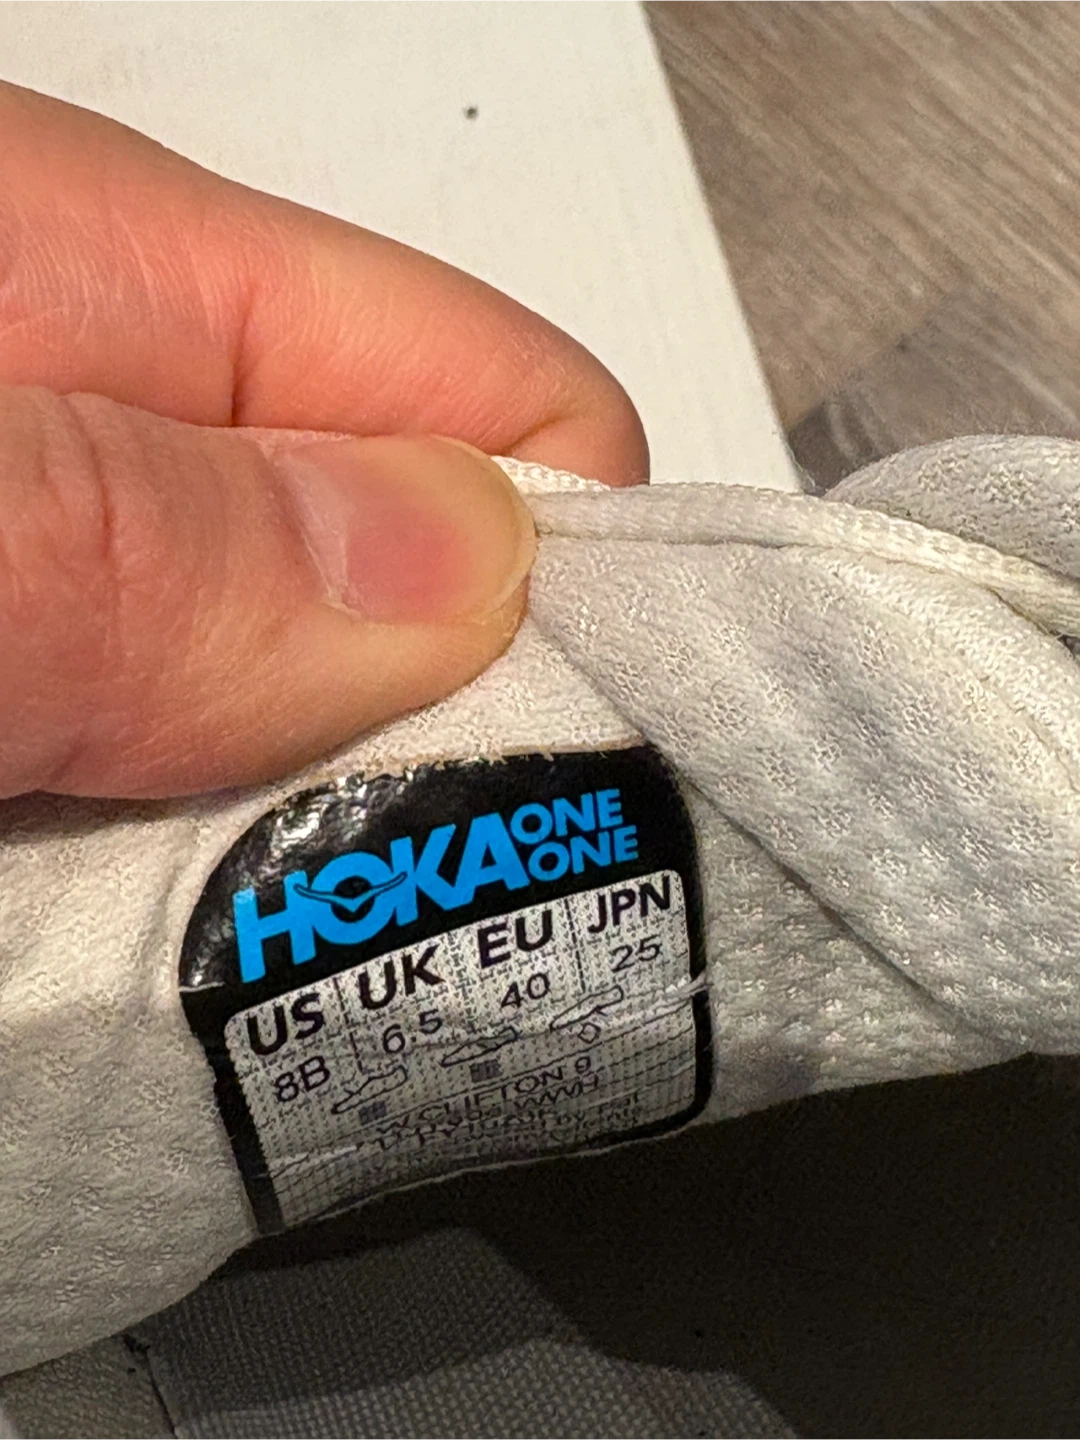 HOKA ONE ONE
US UK EU JPN
8B 6.5 40 25
W CLIFTON 9